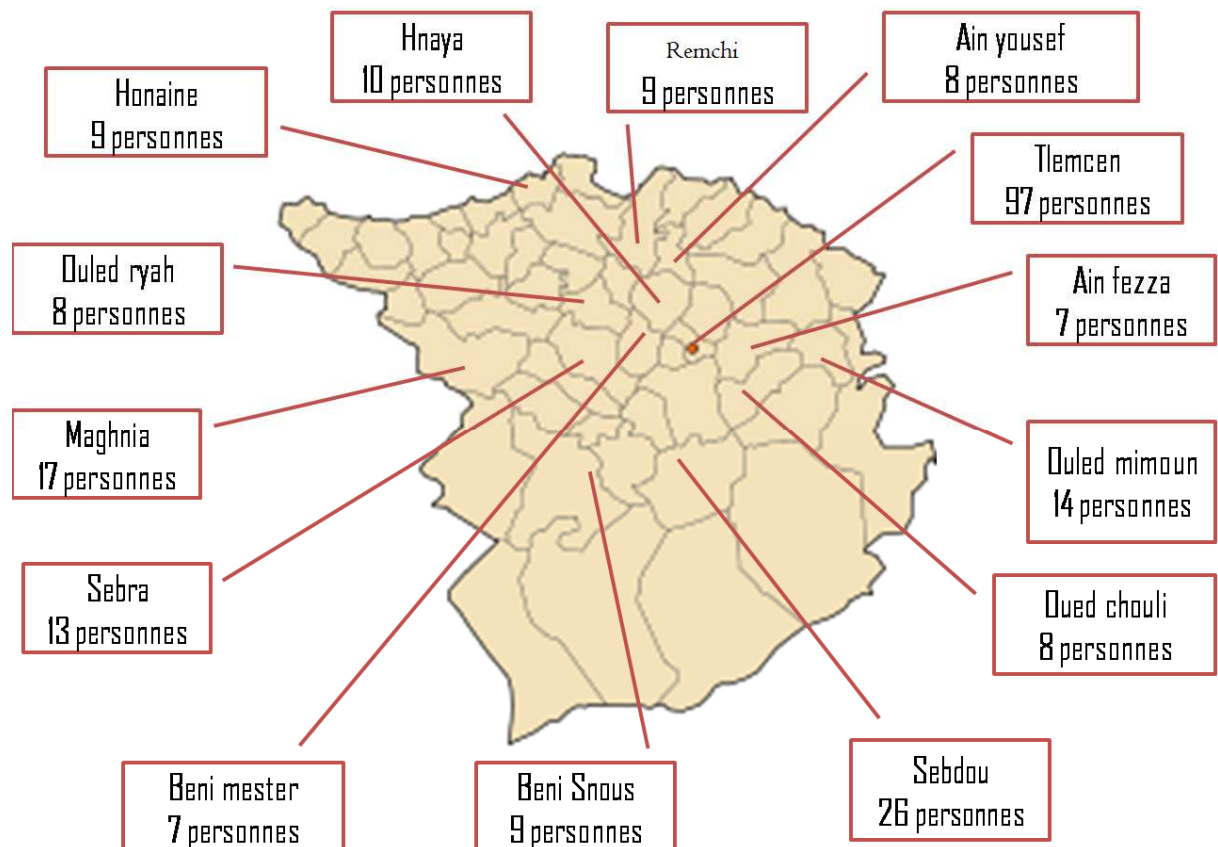 Hnaya
10 personnes
Remchi
9 personnes
Ain yousef
8 personnes
Honaine
9 personnes
Tlemcen
97 personnes
Ouled ryah
8 personnes
Ain fezza
7 personnes
Maghnia
17 personnes
Ouled mimoun
14 personnes
Sebra
13 personnes
Oued chouli
8 personnes
Beni mester
7 personnes
Beni Snous
9 personnes
Sebdou
26 personnes